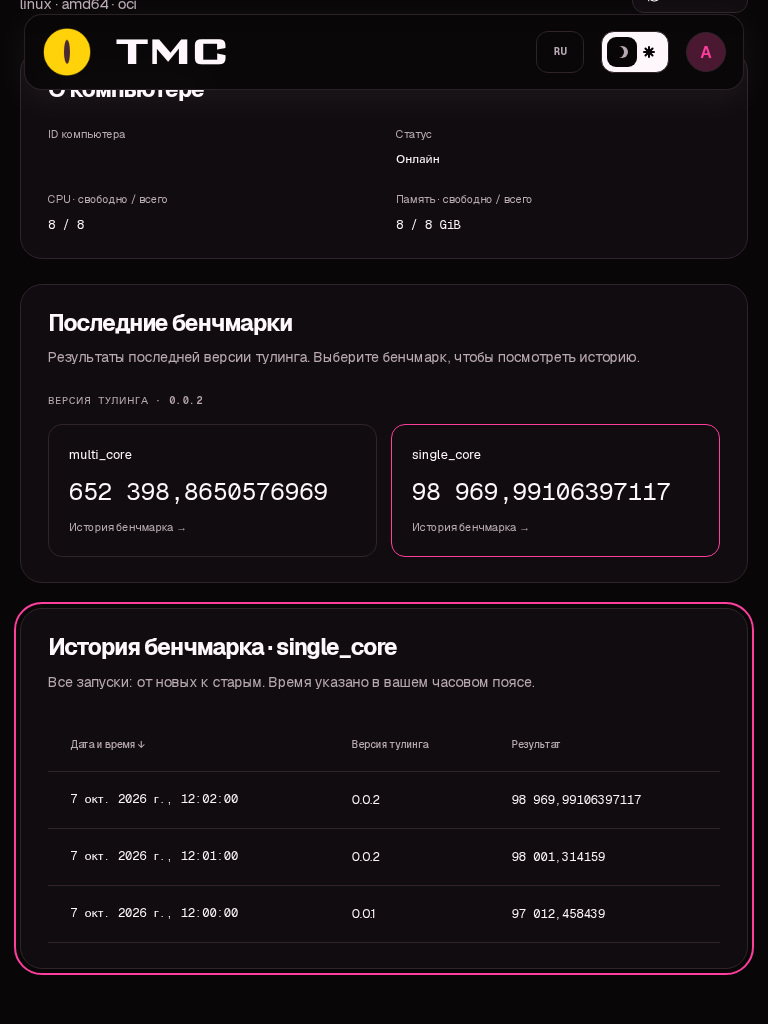 linux · amd64 · oci
TMC
RU
A
О компьютере
ID компьютера
Статус
Онлайн
CPU · свободно / всего
Память · свободно / всего
8 / 8
8 / 8 GiB
Последние бенчмарки
Результаты последней версии тулинга. Выберите бенчмарк, чтобы посмотреть историю.
ВЕРСИЯ ТУЛИНГА · 0.0.2
multi_core
single_core
652 398,8650576969
98 969,99106397117
История бенчмарка →
История бенчмарка →
История бенчмарка · single_core
Все запуски: от новых к старым. Время указано в вашем часовом поясе.
Дата и время ↓
Версия тулинга
Результат
7 окт. 2026 г., 12:02:00
0.0.2
98 969,99106397117
7 окт. 2026 г., 12:01:00
0.0.2
98 001,314159
7 окт. 2026 г., 12:00:00
0.0.1
97 012,458439